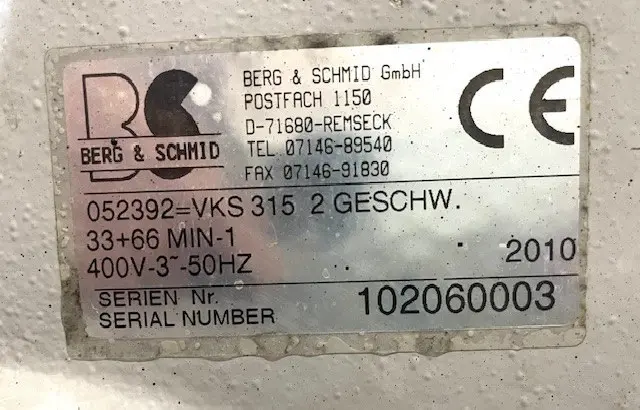 BS
BERG & SCHMID
BERG & SCHMID GmbH
POSTFACH 1150
D-71680-REMSECK
TEL 07146-89540
FAX 07146-91830
CE
052392=VKS 315 2 GESCHW.
33+66 MIN-1
400V-3~-50HZ
2010
SERIEN Nr.
SERIAL NUMBER
102060003